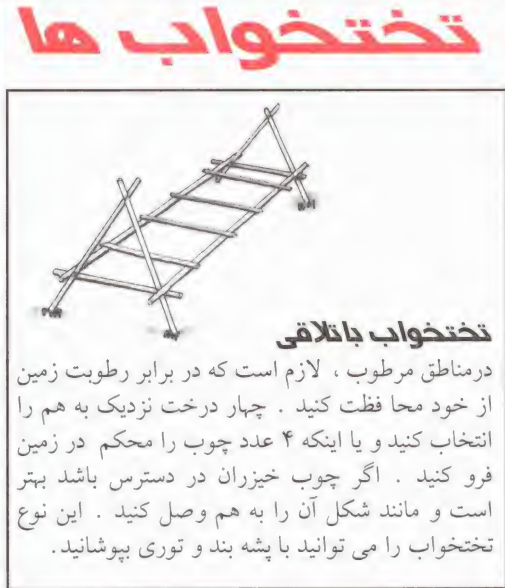 تختخواب ها
تختخواب باتلاقی
درمناطق مرطوب ، لازم است که در برابر رطوبت زمین
از خود محا فظت کنید . چهار درخت نزدیک به هم را
انتخاب کنید و یا اینکه ۴ عدد چوب را محکم در زمین
فرو کنید . اگر چوب خیزران در دسترس باشد بهتر
است و مانند شکل آن را به هم وصل کنید . این نوع
تختخواب را می توانید با پشه بند و توری بپوشانید.